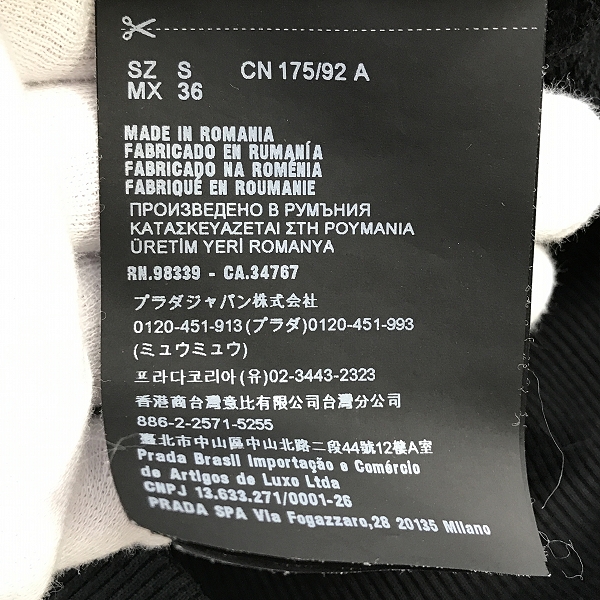 SZ S CN 175/92 A
MX 36
MADE IN ROMANIA
FABRICADO EN RUMANÍA
FABRICADO NA ROMÉNIA
FABRIQUÉ EN ROUMANIE
ПРОИЗВЕДЕНО В РУМЪНИЯ
ΚΑΤΑΣΚΕΥΑΖΕΤΑΙ ΣΤΗ ΡΟΥΜΑΝΙΑ
ÜRETİM YERİ ROMANYA
RN.98339 - CA.34767
プラダジャパン株式会社
0120-451-913(プラダ)0120-451-993
(ミュウミュウ)
프라다코리아(유)02-3443-2323
香港商台灣意比有限公司台灣分公司
886-2-2571-5255
臺北市中山區中山北路二段44號12樓A室
Prada Brasil Importação e Comércio
de Artigos de Luxo Ltda
CNPJ 13.633.271/0001-26
PRADA SPA Via Fogazzaro,28 20135 Milano